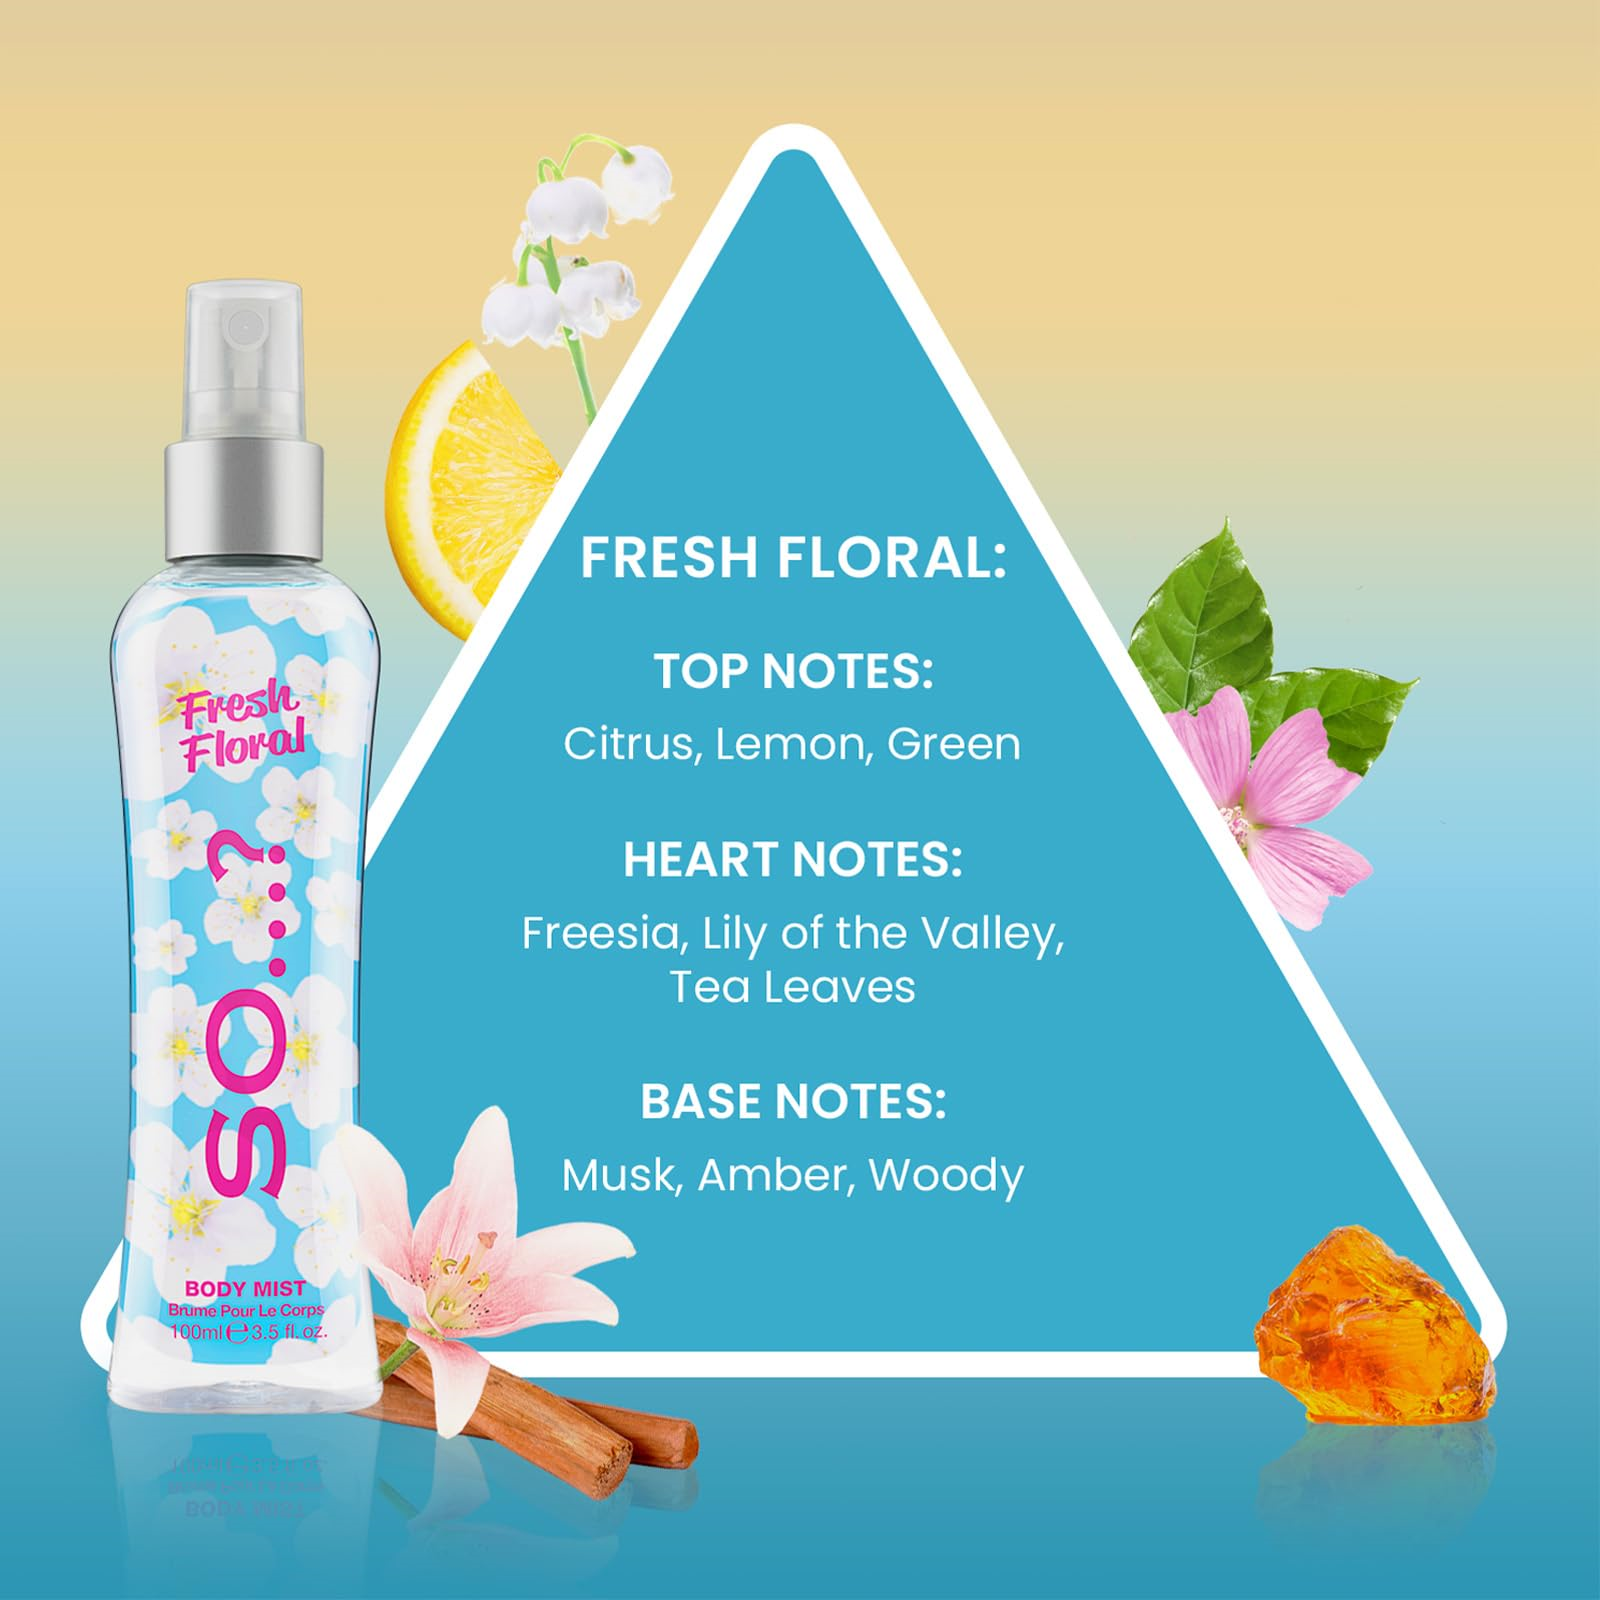 Fresh
Floral
SO....?
BODY MIST
Brume Pour Le Corps
100ml ℮ 3.5 fl. oz.
FRESH FLORAL:
TOP NOTES:
Citrus, Lemon, Green
HEART NOTES:
Freesia, Lily of the Valley,
Tea Leaves
BASE NOTES:
Musk, Amber, Woody